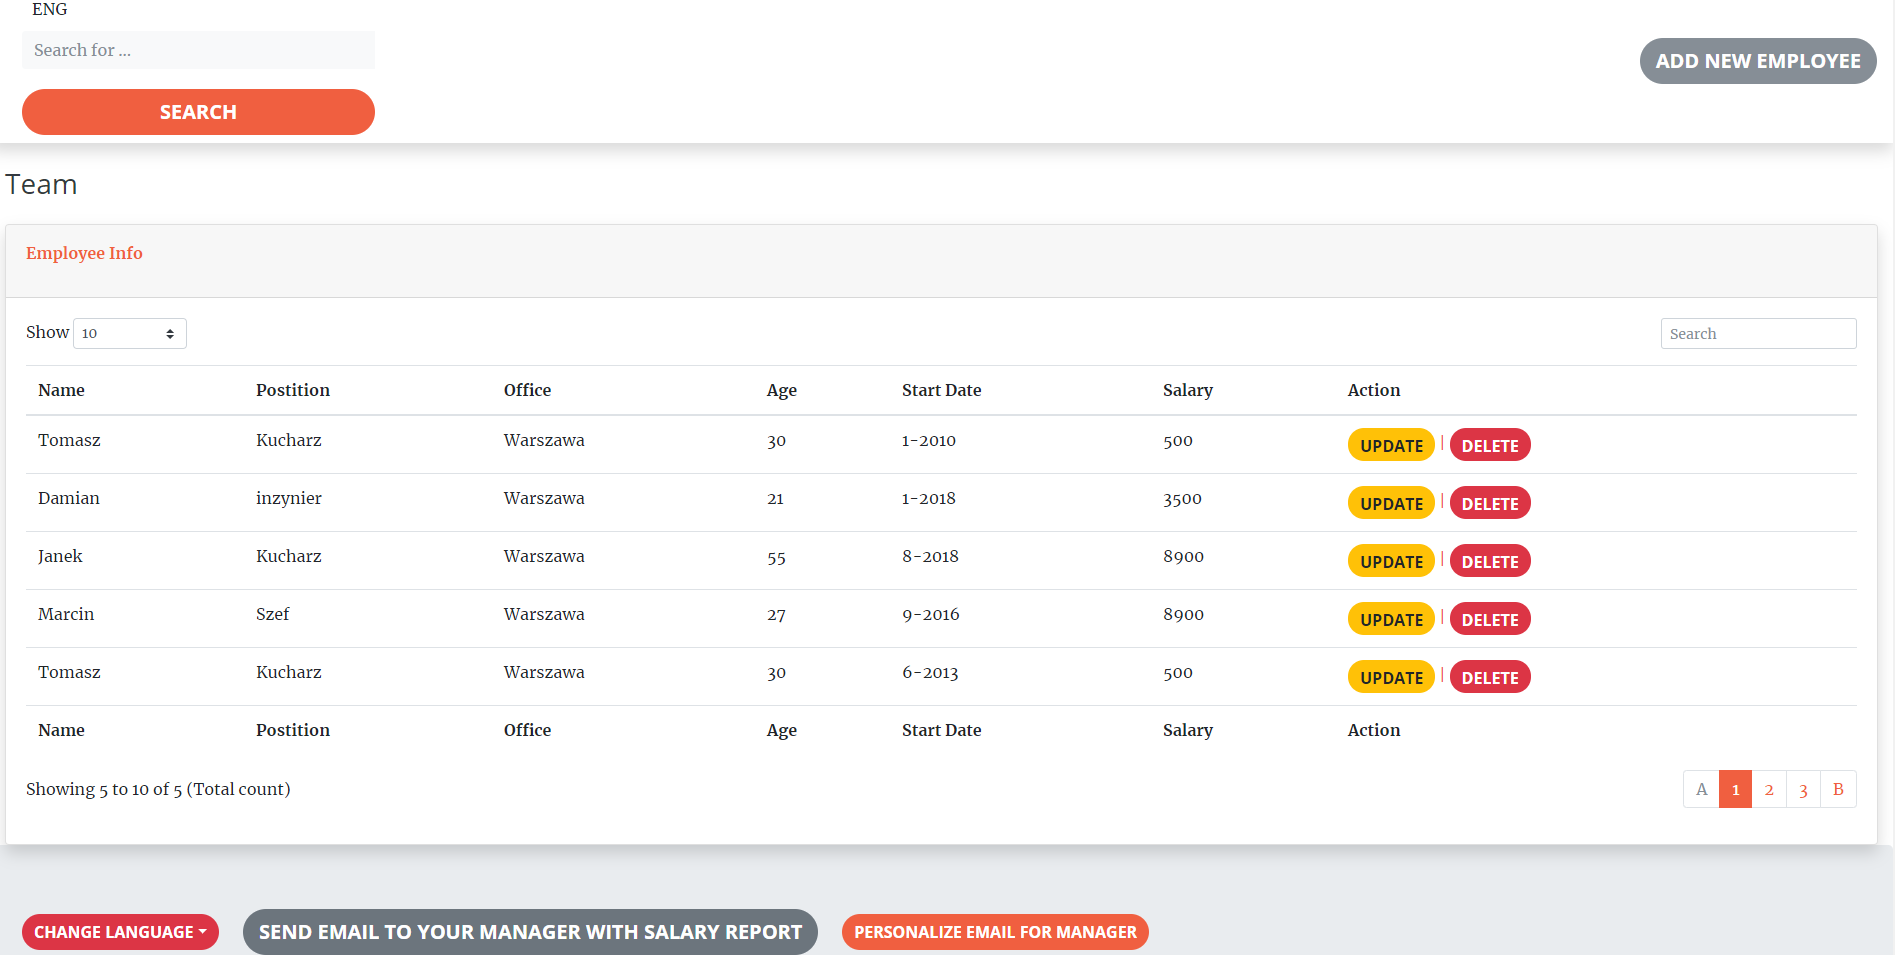 ENG
Search for ...
ADD NEW EMPLOYEE
SEARCH
Team
Employee Info
Show 10 Search
Name Postition Office Age Start Date Salary Action
Tomasz Kucharz Warszawa 30 1-2010 500 UPDATE | DELETE
Damian inzynier Warszawa 21 1-2018 3500 UPDATE | DELETE
Janek Kucharz Warszawa 55 8-2018 8900 UPDATE | DELETE
Marcin Szef Warszawa 27 9-2016 8900 UPDATE | DELETE
Tomasz Kucharz Warszawa 30 6-2013 500 UPDATE | DELETE
Name Postition Office Age Start Date Salary Action
Showing 5 to 10 of 5 (Total count) A 1 2 3 B
CHANGE LANGUAGE SEND EMAIL TO YOUR MANAGER WITH SALARY REPORT PERSONALIZE EMAIL FOR MANAGER